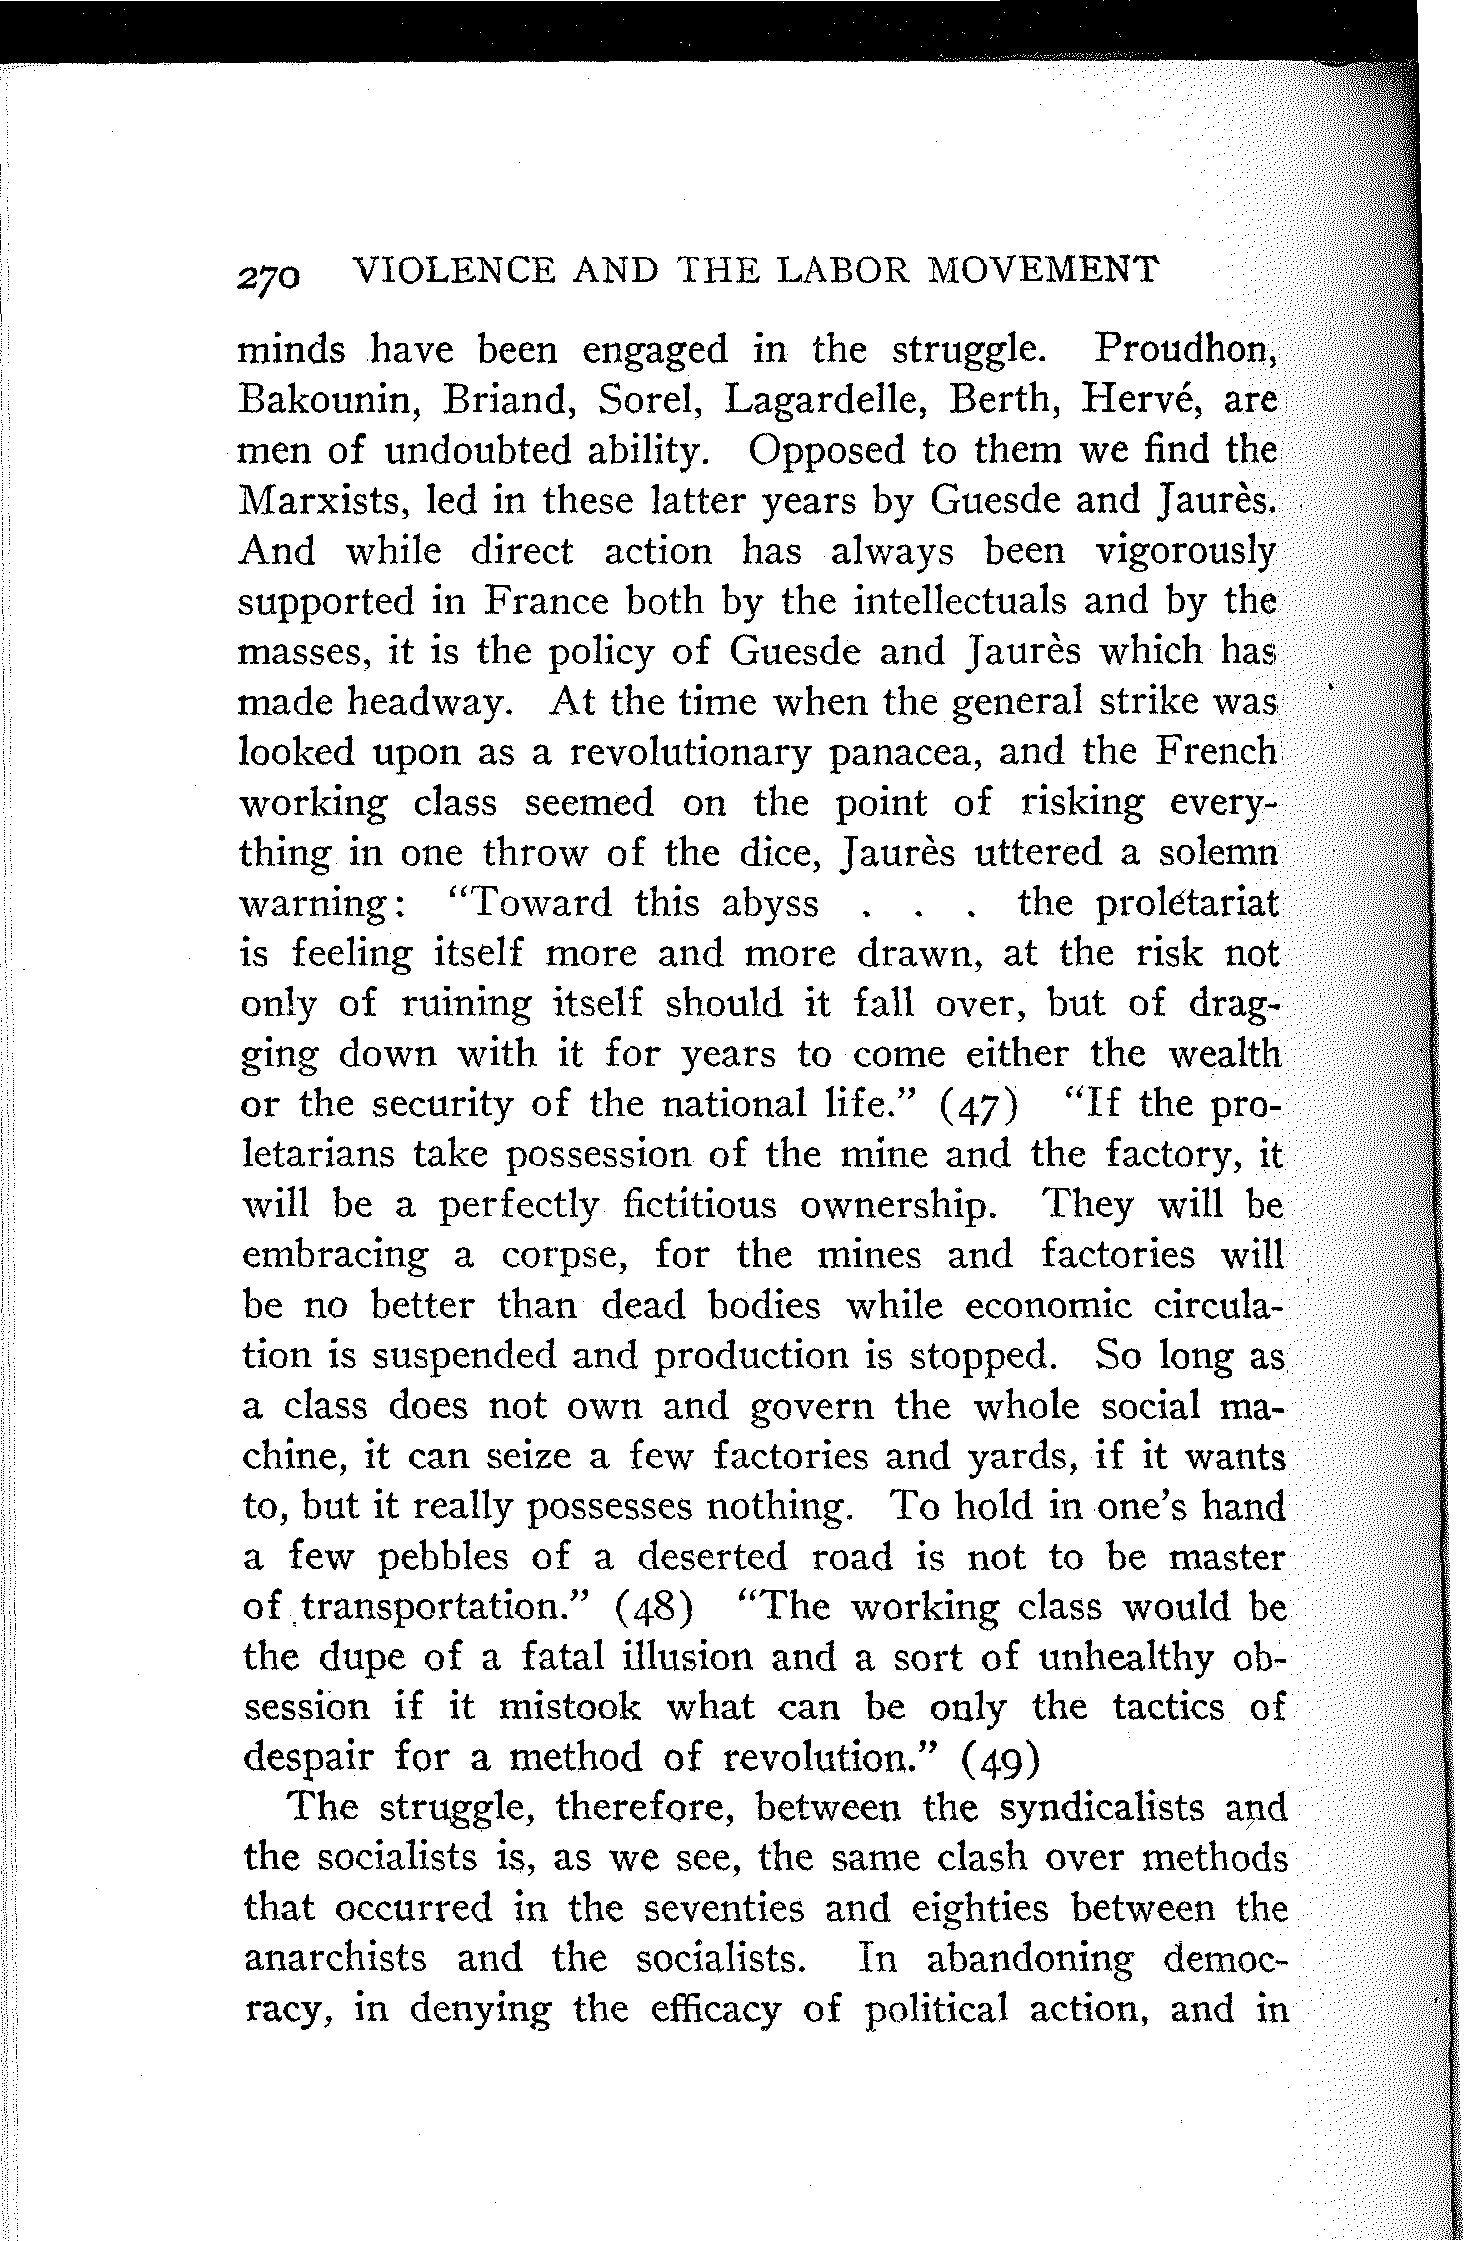 270 VIOLENCE AND THE LABOR MOVEMENT
minds have been engaged in the struggle. Proudhon,
Bakounin, Briand, Sorel, Lagardelle, Berth, Hervé, are
men of undoubted ability. Opposed to them we find the
Marxists, led in these latter years by Guesde and Jaurès.
And while direct action has always been vigorously
supported in France both by the intellectuals and by the
masses, it is the policy of Guesde and Jaurès which has
made headway. At the time when the general strike was
looked upon as a revolutionary panacea, and the French
working class seemed on the point of risking every-
thing in one throw of the dice, Jaurès uttered a solemn
warning: "Toward this abyss . . . the proletariat
is feeling itself more and more drawn, at the risk not
only of ruining itself should it fall over, but of drag-
ging down with it for years to come either the wealth
or the security of the national life." (47) "If the pro-
letarians take possession of the mine and the factory, it
will be a perfectly fictitious ownership. They will be
embracing a corpse, for the mines and factories will
be no better than dead bodies while economic circula-
tion is suspended and production is stopped. So long as
a class does not own and govern the whole social ma-
chine, it can seize a few factories and yards, if it wants
to, but it really possesses nothing. To hold in one's hand
a few pebbles of a deserted road is not to be master
of transportation." (48) "The working class would be
the dupe of a fatal illusion and a sort of unhealthy ob-
session if it mistook what can be only the tactics of
despair for a method of revolution." (49)
The struggle, therefore, between the syndicalists and
the socialists is, as we see, the same clash over methods
that occurred in the seventies and eighties between the
anarchists and the socialists. In abandoning democ-
racy, in denying the efficacy of political action, and in